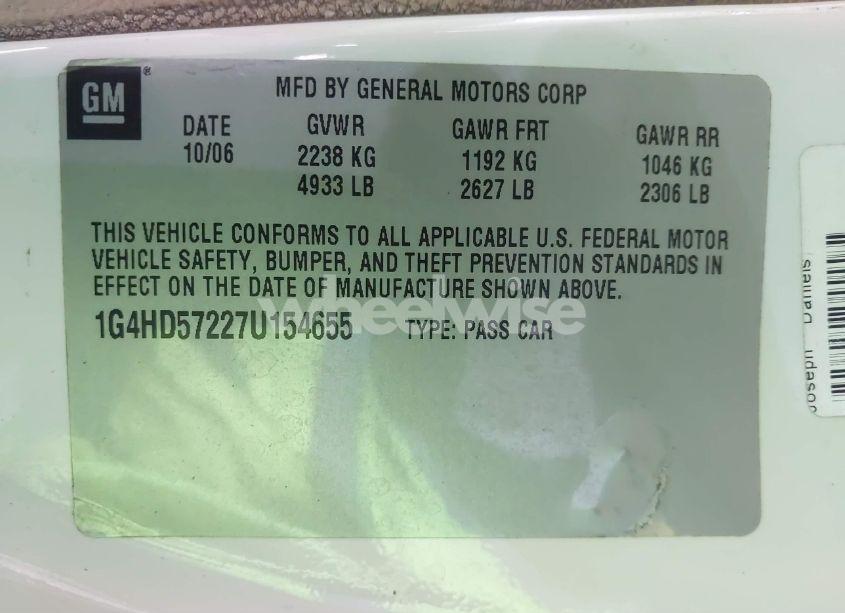 GM®
MFD BY GENERAL MOTORS CORP
DATE GVWR GAWR FRT GAWR RR
10/06 2238 KG 1192 KG 1046 KG
4933 LB 2627 LB 2306 LB
THIS VEHICLE CONFORMS TO ALL APPLICABLE U.S. FEDERAL MOTOR
VEHICLE SAFETY, BUMPER, AND THEFT PREVENTION STANDARDS IN
EFFECT ON THE DATE OF MANUFACTURE SHOWN ABOVE.
1G4HD57227U154655 TYPE: PASS CAR
wheelwise
Joseph Daniels